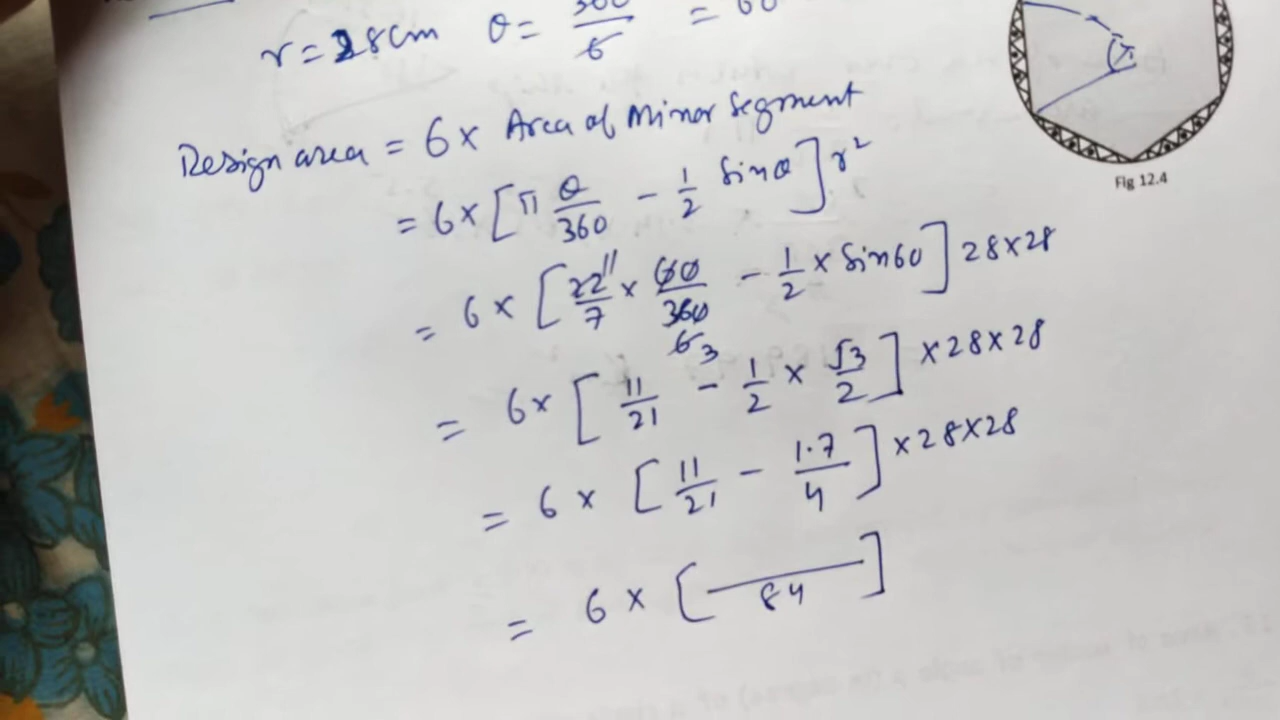 r = 28cm θ = 360/6 = 60
Fig 12.4
Design area = 6 × Area of Minor Segment
= 6 × [π θ/360 - 1/2 Sinθ] r²
= 6 × [22/7 × 60/360 - 1/2 × Sin60] 28×28
= 6× [11/21 - 1/2 × √3/2] × 28×28
= 6 × [11/21 - 1.7/4] × 28×28
= 6 × [ /84]